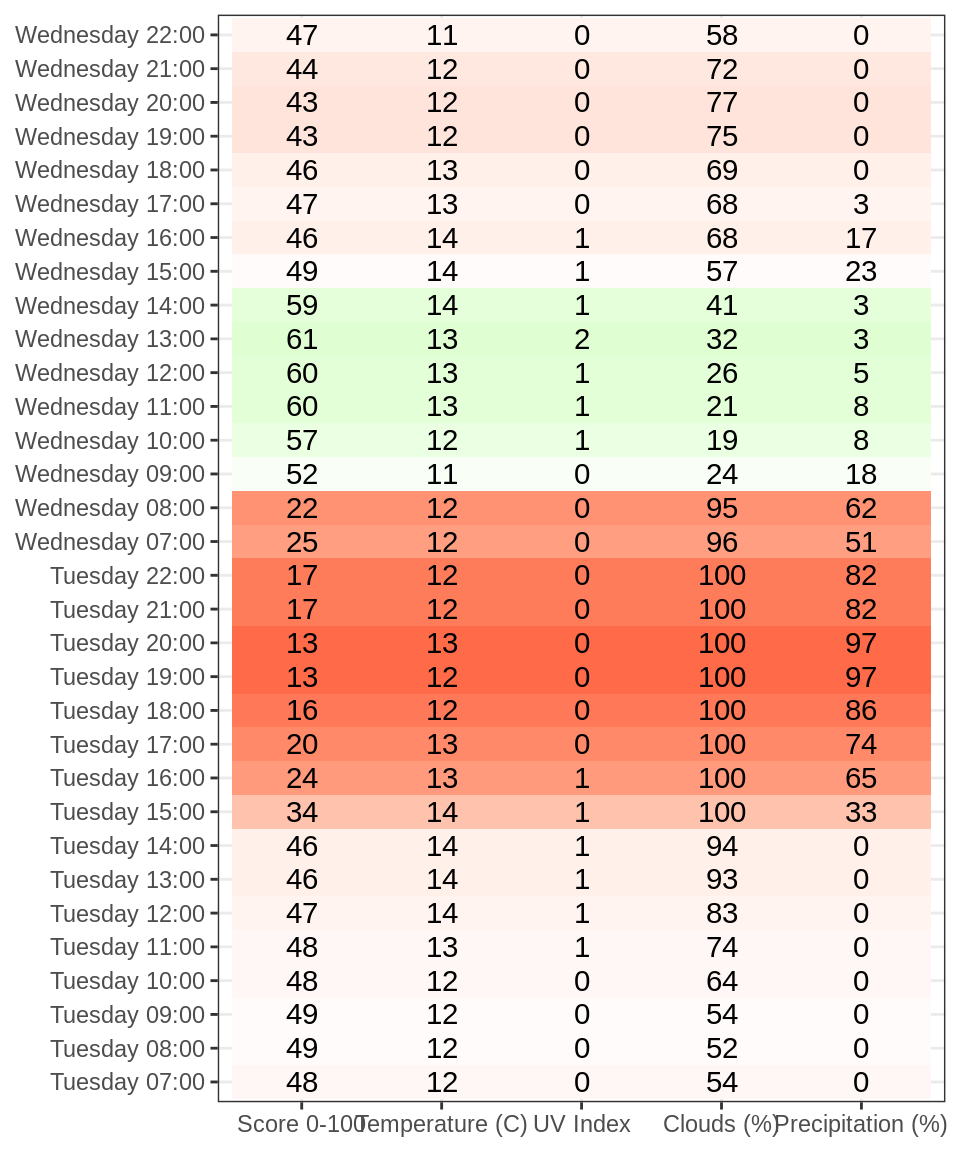 Wednesday 22:00 47 11 0 58 0
Wednesday 21:00 44 12 0 72 0
Wednesday 20:00 43 12 0 77 0
Wednesday 19:00 43 12 0 75 0
Wednesday 18:00 46 13 0 69 0
Wednesday 17:00 47 13 0 68 3
Wednesday 16:00 46 14 1 68 17
Wednesday 15:00 49 14 1 57 23
Wednesday 14:00 59 14 1 41 3
Wednesday 13:00 61 13 2 32 3
Wednesday 12:00 60 13 1 26 5
Wednesday 11:00 60 13 1 21 8
Wednesday 10:00 57 12 1 19 8
Wednesday 09:00 52 11 0 24 18
Wednesday 08:00 22 12 0 95 62
Wednesday 07:00 25 12 0 96 51
Tuesday 22:00 17 12 0 100 82
Tuesday 21:00 17 12 0 100 82
Tuesday 20:00 13 13 0 100 97
Tuesday 19:00 13 12 0 100 97
Tuesday 18:00 16 12 0 100 86
Tuesday 17:00 20 13 0 100 74
Tuesday 16:00 24 13 1 100 65
Tuesday 15:00 34 14 1 100 33
Tuesday 14:00 46 14 1 94 0
Tuesday 13:00 46 14 1 93 0
Tuesday 12:00 47 14 1 83 0
Tuesday 11:00 48 13 1 74 0
Tuesday 10:00 48 12 0 64 0
Tuesday 09:00 49 12 0 54 0
Tuesday 08:00 49 12 0 52 0
Tuesday 07:00 48 12 0 54 0
Score 0-100 Temperature (C) UV Index Clouds (%) Precipitation (%)